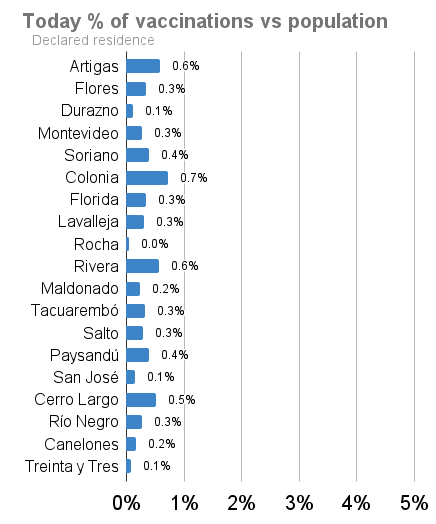 Today % of vaccinations vs population
Declared residence
Artigas 0.6%
Flores 0.3%
Durazno 0.1%
Montevideo 0.3%
Soriano 0.4%
Colonia 0.7%
Florida 0.3%
Lavalleja 0.3%
Rocha 0.0%
Rivera 0.6%
Maldonado 0.2%
Tacuarembó 0.3%
Salto 0.3%
Paysandú 0.4%
San José 0.1%
Cerro Largo 0.5%
Río Negro 0.3%
Canelones 0.2%
Treinta y Tres 0.1%
0% 1% 2% 3% 4% 5%